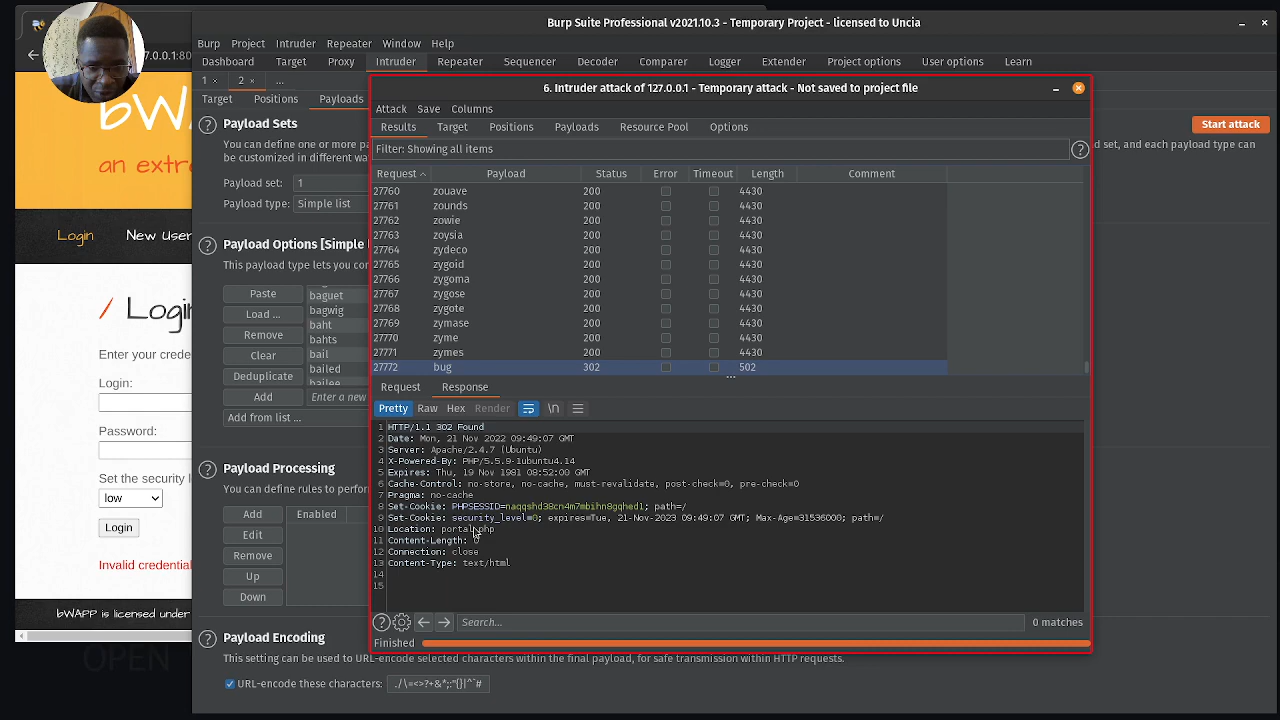 Burp Suite Professional v2021.10.3 - Temporary Project - licensed to Uncia
Burp Project Intruder Repeater Window Help
Dashboard Target Proxy Intruder Repeater Sequencer Decoder Comparer Logger Extender Project options User options Learn
1 × 2 × ...
Target Positions Payloads
7.0.0.1:80
bWA
an extre
Login New User
/ Login
Enter your crede
Login:
Password:
Set the security l
low
Login
Invalid credential
bWAPP is licensed under
OPEN
? Payload Sets
You can define one or more pa
be customized in different wa
ed set, and each payload type can
Start attack
Payload set: 1
Payload type: Simple list
? Payload Options [Simple l
This payload type lets you con
Paste
Load ...
Remove
Clear
Deduplicate
Add
Add from list ...
baguet
bagwig
baht
bahts
bail
bailed
bailee
Enter a new
? Payload Processing
You can define rules to perfor
Add
Edit
Remove
Up
Down
Enabled
? Payload Encoding
This setting can be used to URL-encode selected characters within the final payload, for safe transmission within HTTP requests.
URL-encode these characters: ./\=<>?+&*;:"{}|^`#
6. Intruder attack of 127.0.0.1 - Temporary attack - Not saved to project file
Attack Save Columns
Results Target Positions Payloads Resource Pool Options
Filter: Showing all items
?
Request Payload Status Error Timeout Length Comment
27760 zouave 200 4430
27761 zounds 200 4430
27762 zowie 200 4430
27763 zoysia 200 4430
27764 zydeco 200 4430
27765 zygoid 200 4430
27766 zygoma 200 4430
27767 zygose 200 4430
27768 zygote 200 4430
27769 zymase 200 4430
27770 zyme 200 4430
27771 zymes 200 4430
27772 bug 302 502
Request Response
Pretty Raw Hex Render \n
1 HTTP/1.1 302 Found
2 Date: Mon, 21 Nov 2022 09:49:07 GMT
3 Server: Apache/2.4.7 (Ubuntu)
4 X-Powered-By: PHP/5.5.9-1ubuntu4.14
5 Expires: Thu, 19 Nov 1981 08:52:00 GMT
6 Cache-Control: no-store, no-cache, must-revalidate, post-check=0, pre-check=0
7 Pragma: no-cache
8 Set-Cookie: PHPSESSID=naqqshd38cn4m7mbihn8gqhed1; path=/
9 Set-Cookie: security_level=0; expires=Tue, 21-Nov-2023 09:49:07 GMT; Max-Age=31536000; path=/
10 Location: portal.php
11 Content-Length: 0
12 Connection: close
13 Content-Type: text/html
14
15
? Search... 0 matches
Finished